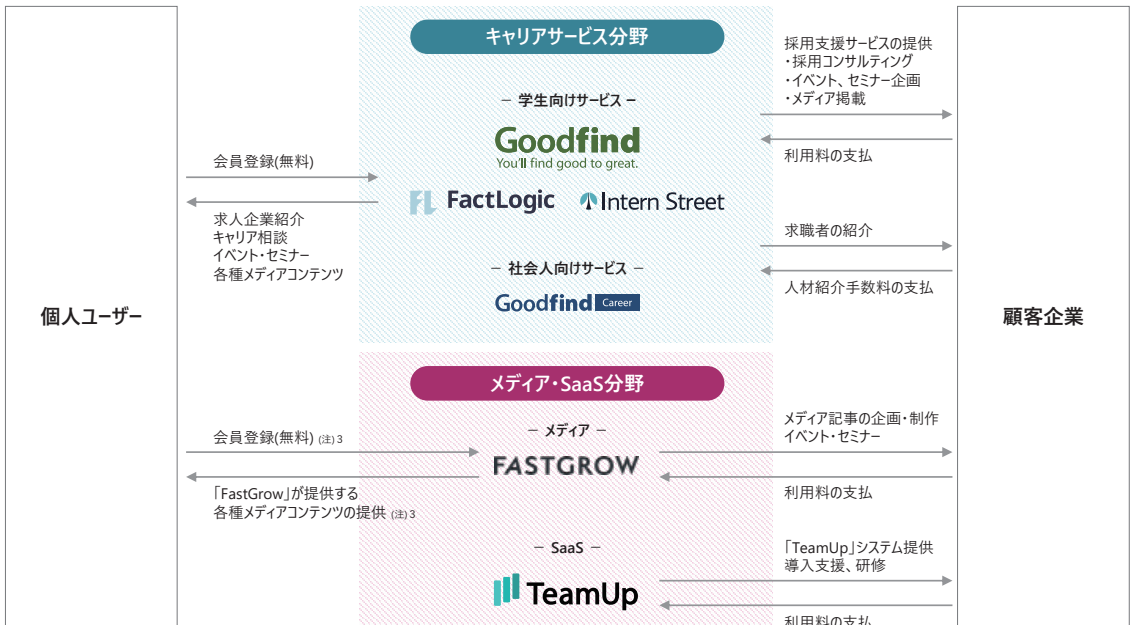 キャリアサービス分野
− 学生向けサービス −
Goodfind
You'll find good to great.
FL FactLogic
Intern Street
− 社会人向けサービス −
Goodfind Career
会員登録(無料)
求人企業紹介
キャリア相談
イベント・セミナー
各種メディアコンテンツ
採用支援サービスの提供
・採用コンサルティング
・イベント、セミナー企画
・メディア掲載
利用料の支払
求職者の紹介
人材紹介手数料の支払
個人ユーザー
顧客企業
メディア・SaaS分野
− メディア −
FASTGROW
会員登録(無料) (注) 3
「FastGrow」が提供する
各種メディアコンテンツの提供 (注) 3
メディア記事の企画・制作
イベント・セミナー
利用料の支払
− SaaS −
TeamUp
「TeamUp」システム提供
導入支援、研修
利用料の支払